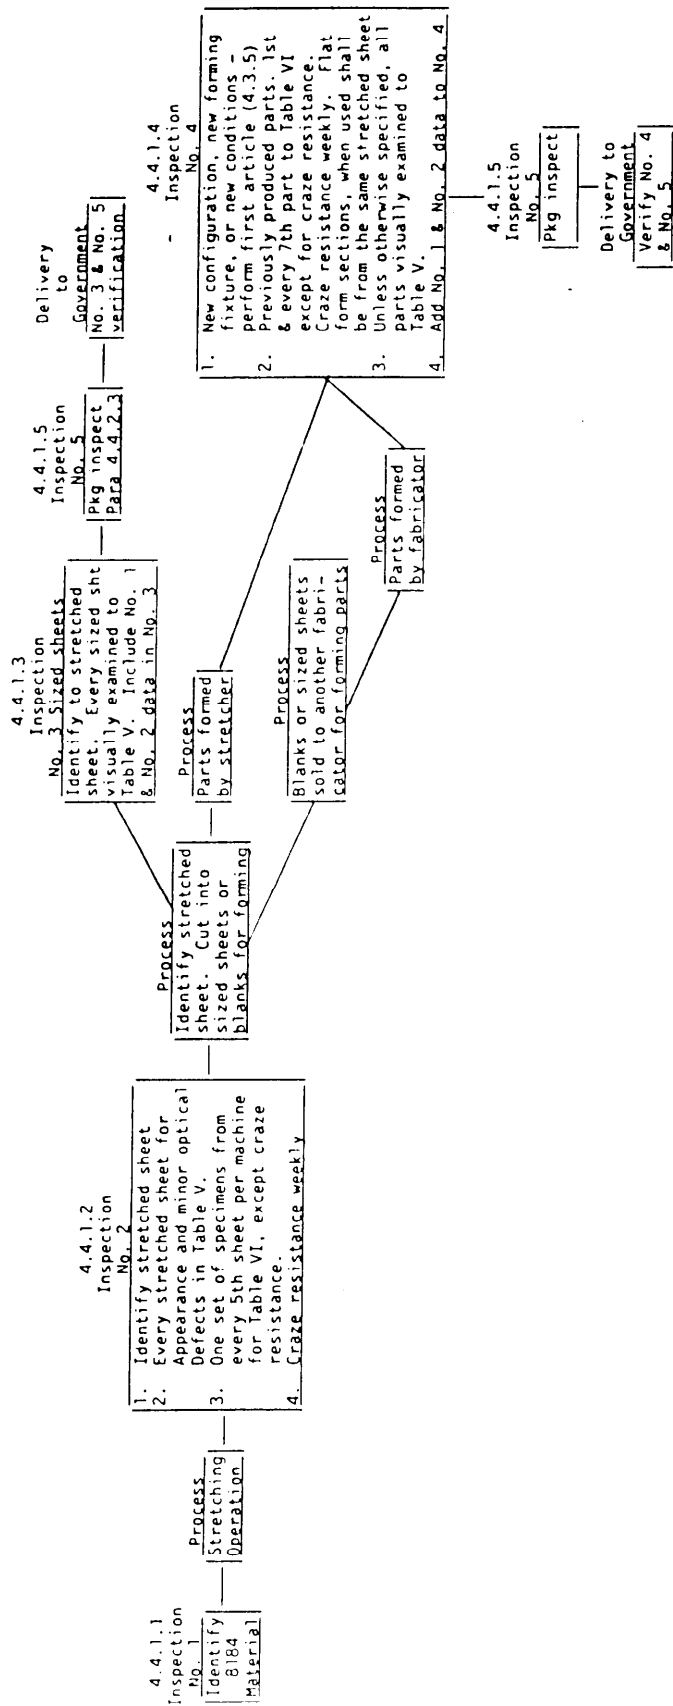 4.4.1.1
Inspection
No. 1
Identify
8184
Material
Process
Stretching
Operation
4.4.1.2
Inspection
No. 2
1. Identify stretched sheet
2. Every stretched sheet for
Appearance and minor optical
Defects in Table V.
3. One set of specimens from
every 5th sheet per machine
for Table VI, except craze
resistance.
4. Craze resistance weekly
Process
Identify stretched
sheet. Cut into
sized sheets or
blanks for forming
4.4.1.3
Inspection
No. 3 Sized sheets
Identify to stretched
sheet. Every sized sht
visually examined to
Table V. Include No. 1
& No. 2 data in No. 3
4.4.1.5
Inspection
No. 5
Pkg inspect
Para 4.4.2.3
Delivery
to
Government
No. 3 & No. 5
verification
Process
Parts formed
by stretcher
Process
Blanks or sized sheets
sold to another fabri-
cator for forming parts
Process
Parts formed
by fabricator
4.4.1.4
Inspection
No. 4
1. New configuration, new forming
fixture, or new conditions -
perform first article (4.3.5)
2. Previously produced parts. 1st
& every 7th part to Table VI
except for craze resistance.
Craze resistance weekly. Flat
form sections, when used shall
be from the same stretched sheet
3. Unless otherwise specified, all
parts visually examined to
Table V.
4. Add No. 1 & No. 2 data to No. 4
4.4.1.5
Inspection
No. 5
Pkg inspect
Delivery to
Government
Verify No. 4
& No. 5